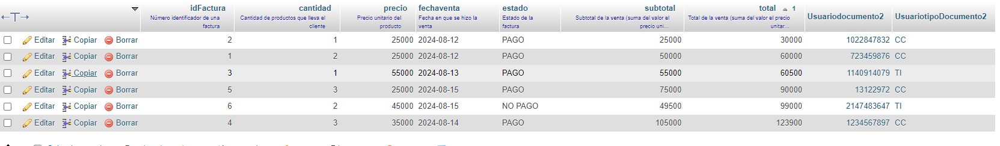 idFactura cantidad precio fechaventa estado subtotal total 1 Usuariodocumento2 UsuariotipoDocumento2
Número identificador de una factura Cantidad de productos que lleva el cliente Precio unitario del producto Fecha en que se hizo la venta Estado de la factura Subtotal de la venta (suma del valor el precio uni... Total de la venta (suma del valor el precio unitar...
Editar Copiar Borrar 2 1 25000 2024-08-12 PAGO 25000 30000 1022847832 CC
Editar Copiar Borrar 1 2 25000 2024-08-12 PAGO 50000 60000 723459876 CC
Editar Copiar Borrar 3 1 55000 2024-08-13 PAGO 55000 60500 1140914079 TI
Editar Copiar Borrar 5 3 25000 2024-08-15 PAGO 75000 90000 13122972 CC
Editar Copiar Borrar 6 2 45000 2024-08-15 NO PAGO 49500 99000 2147483647 TI
Editar Copiar Borrar 4 3 35000 2024-08-14 PAGO 105000 123900 1234567897 CC